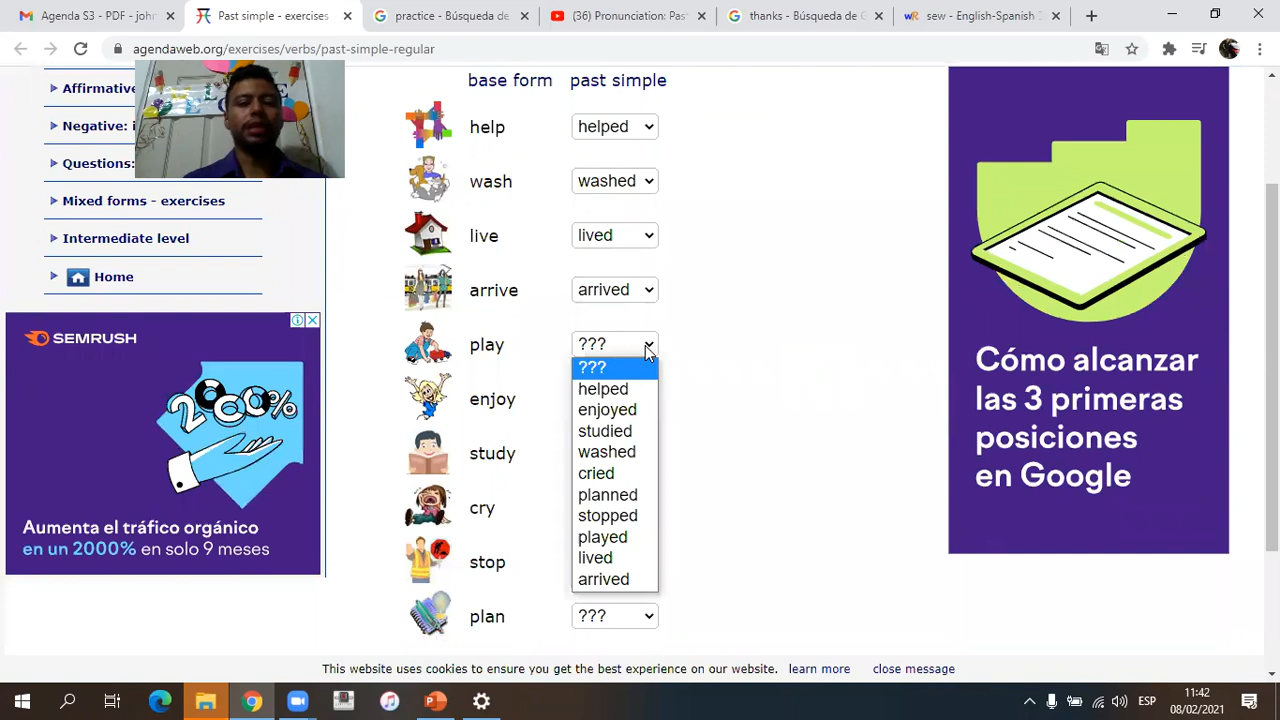 Agenda S3 - PDF - john
Past simple - exercises
practice - Búsqueda de
(36) Pronunciation: Pas
thanks - Búsqueda de G
sew - English-Spanish D
agendaweb.org/exercises/verbs/past-simple-regular
Affirmative
Negative: i
Questions:
Mixed forms - exercises
Intermediate level
Home
SEMRUSH
2000%
Aumenta el tráfico orgánico
en un 2000% en solo 9 meses
base form past simple
help helped
wash washed
live lived
arrive arrived
play ???
enjoy
study
cry
stop
plan ???
???
helped
enjoyed
studied
washed
cried
planned
stopped
played
lived
arrived
Cómo alcanzar
las 3 primeras
posiciones
en Google
This website uses cookies to ensure you get the best experience on our website. learn more close message
ESP
11:42
08/02/2021